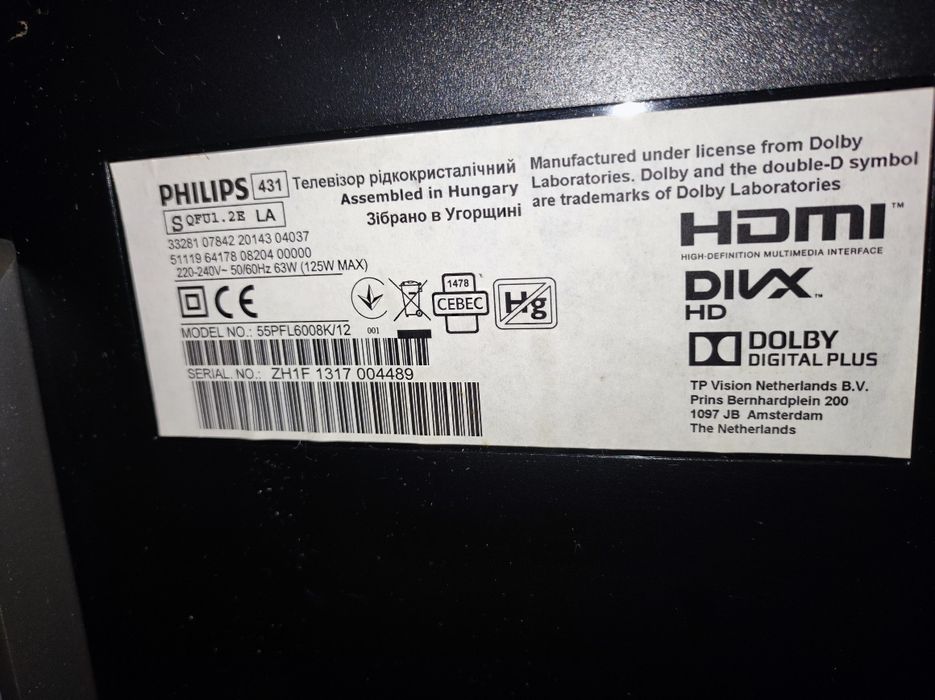 PHILIPS 431 Телевізор рідкокристалічний
Assembled in Hungary
Зібрано в Угорщині
S QFU1.2E LA
33281 07842 20143 04037
51119 64178 08204 00000
220-240V~ 50/60Hz 63W (125W MAX)
CE
1478
CEBEC
Hg
MODEL NO.: 55PFL6008K/12 001
SERIAL. NO.: ZH1F 1317 004489
Manufactured under license from Dolby
Laboratories. Dolby and the double-D symbol
are trademarks of Dolby Laboratories
HDMI™
HIGH-DEFINITION MULTIMEDIA INTERFACE
DIVX™
HD
DOLBY
DIGITAL PLUS
TP Vision Netherlands B.V.
Prins Bernhardplein 200
1097 JB Amsterdam
The Netherlands